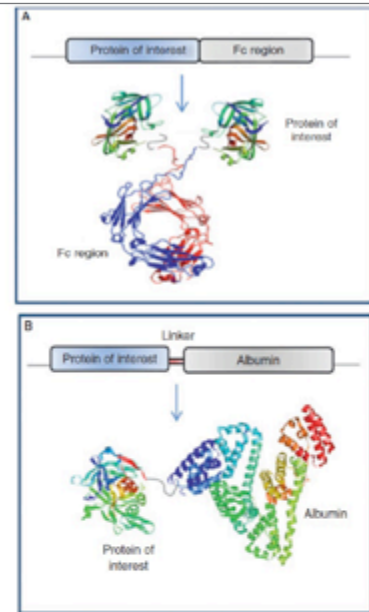 A
Protein of interest
Fc region
Protein of
interest
Fc region
B
Linker
Protein of interest
Albumin
Albumin
Protein of
interest